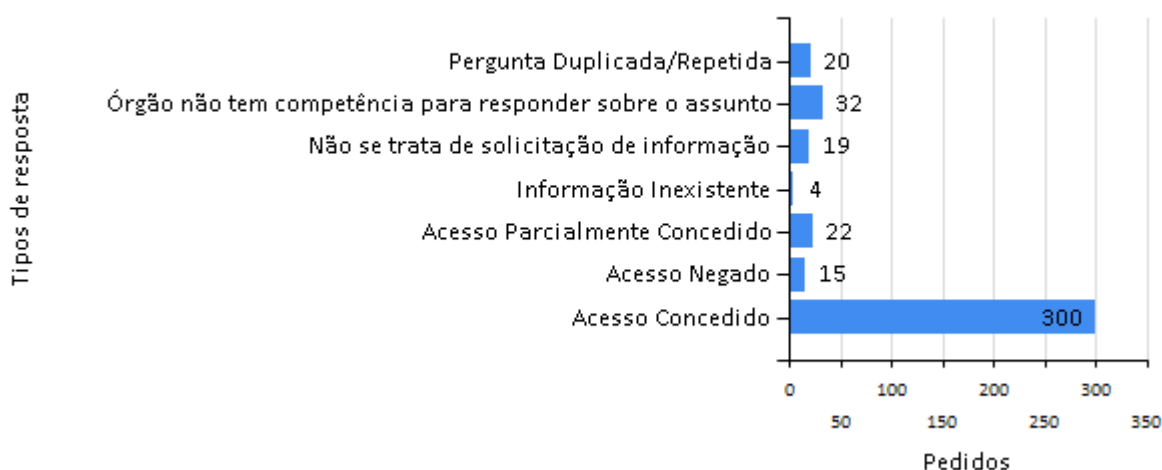 Tipos de resposta
Pergunta Duplicada/Repetida 20
Órgão não tem competência para responder sobre o assunto 32
Não se trata de solicitação de informação 19
Informação Inexistente 4
Acesso Parcialmente Concedido 22
Acesso Negado 15
Acesso Concedido 300
0 100 200 300
50 150 250 350
Pedidos